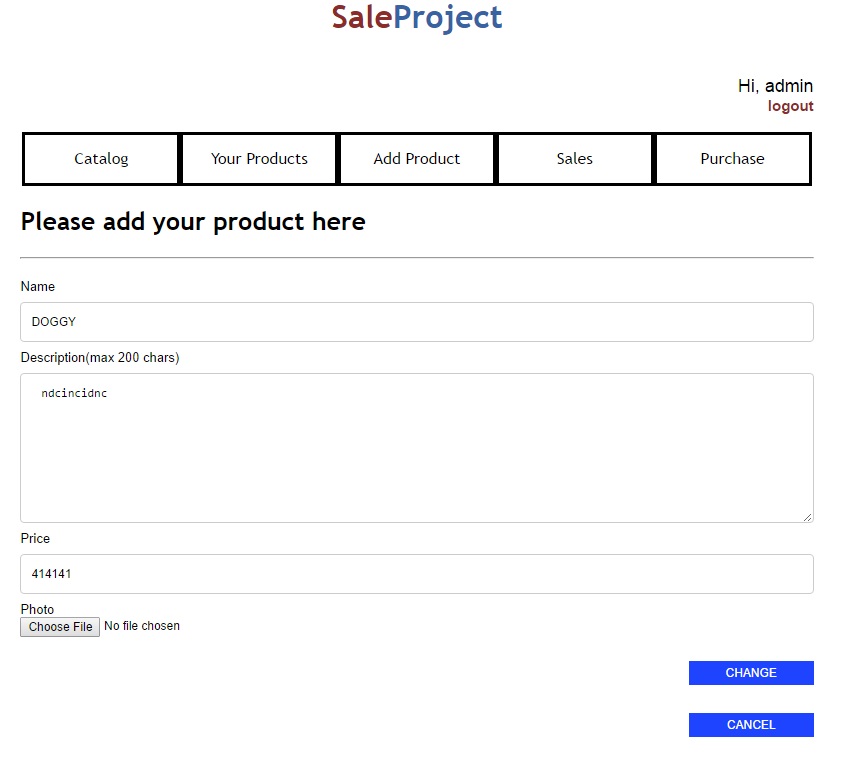 SaleProject
Hi, admin
logout
Catalog Your Products Add Product Sales Purchase
Please add your product here
Name
DOGGY
Description(max 200 chars)
ndcincidnc
Price
414141
Photo
Choose File No file chosen
CHANGE
CANCEL